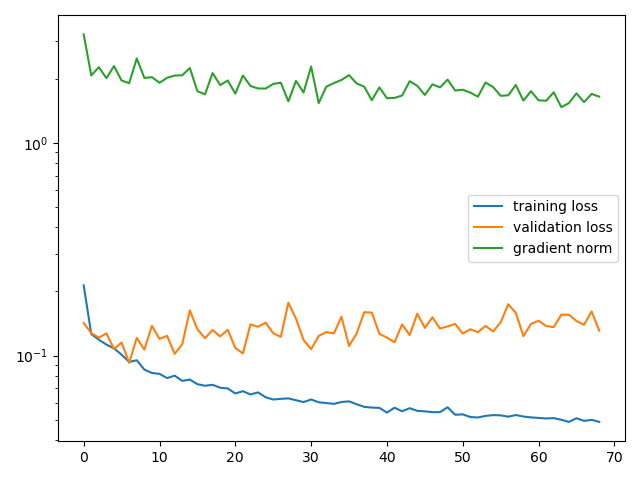 10⁰
10⁻¹
training loss
validation loss
gradient norm
0 10 20 30 40 50 60 70